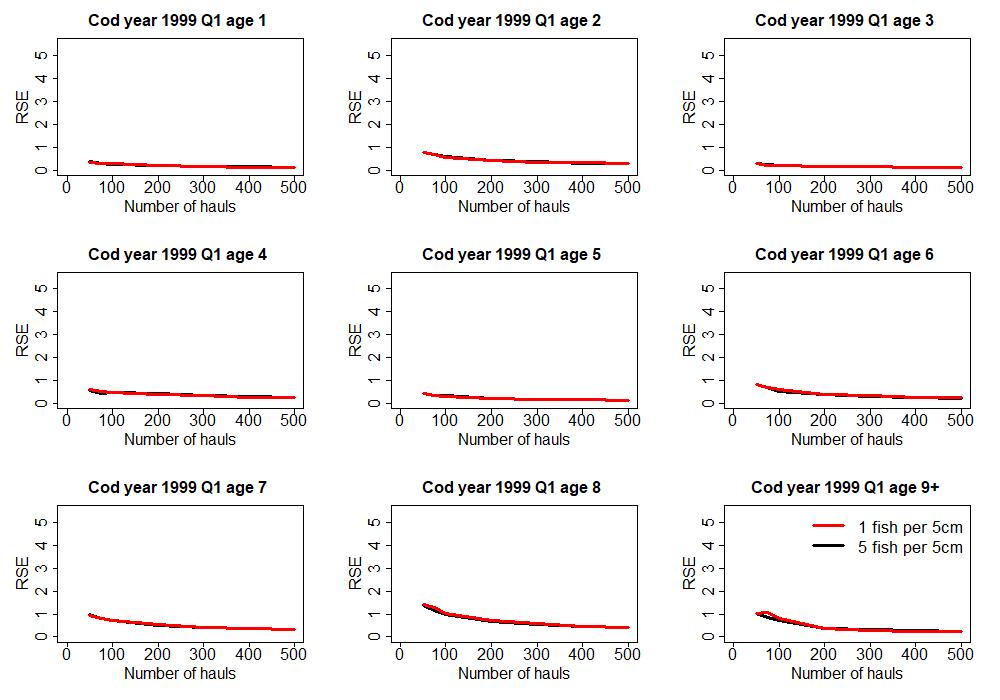 Cod year 1999 Q1 age 1
Cod year 1999 Q1 age 2
Cod year 1999 Q1 age 3
RSE
0 1 2 3 4 5
0 100 200 300 400 500
Number of hauls
RSE
0 1 2 3 4 5
0 100 200 300 400 500
Number of hauls
RSE
0 1 2 3 4 5
0 100 200 300 400 500
Number of hauls
Cod year 1999 Q1 age 4
Cod year 1999 Q1 age 5
Cod year 1999 Q1 age 6
RSE
0 1 2 3 4 5
0 100 200 300 400 500
Number of hauls
RSE
0 1 2 3 4 5
0 100 200 300 400 500
Number of hauls
RSE
0 1 2 3 4 5
0 100 200 300 400 500
Number of hauls
Cod year 1999 Q1 age 7
Cod year 1999 Q1 age 8
Cod year 1999 Q1 age 9+
RSE
0 1 2 3 4 5
0 100 200 300 400 500
Number of hauls
RSE
0 1 2 3 4 5
0 100 200 300 400 500
Number of hauls
1 fish per 5cm
5 fish per 5cm
RSE
0 1 2 3 4 5
0 100 200 300 400 500
Number of hauls